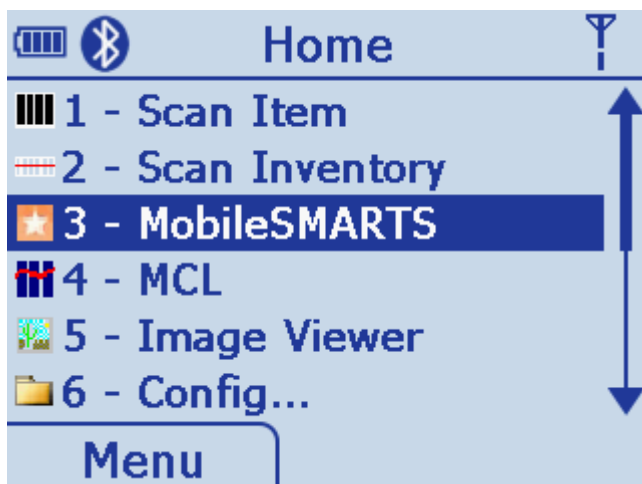 Home
1 - Scan Item
2 - Scan Inventory
3 - MobileSMARTS
4 - MCL
5 - Image Viewer
6 - Config...
Menu